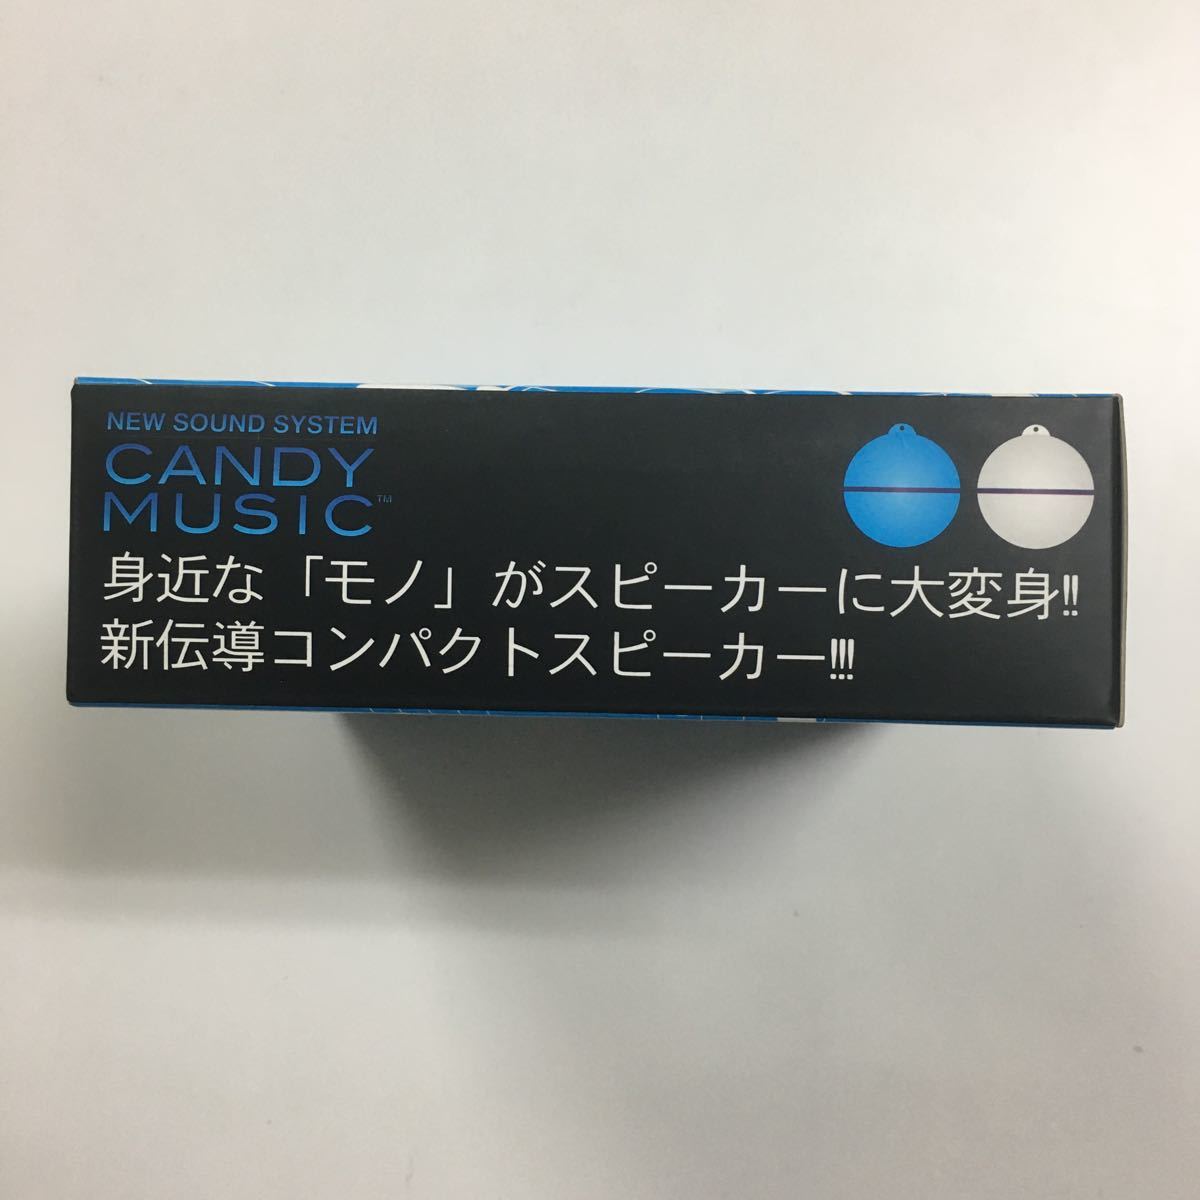 NEW SOUND SYSTEM
CANDY
MUSIC™
身近な「モノ」がスピーカーに大変身!!
新伝導コンパクトスピーカー!!!